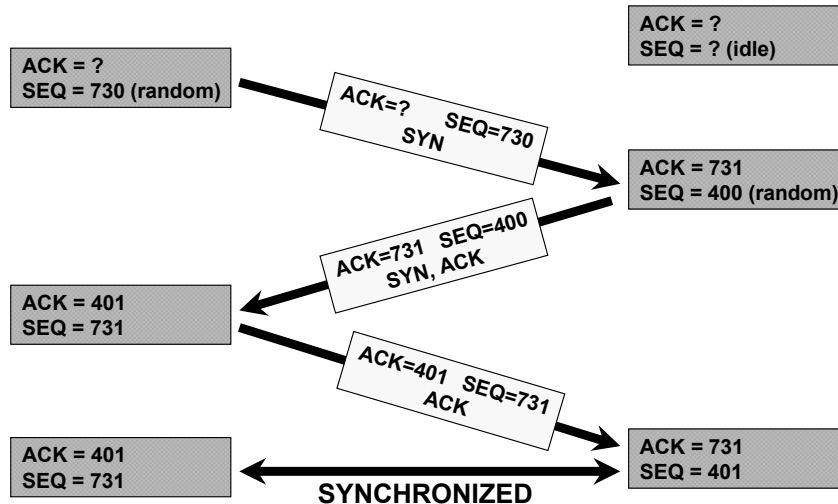 ACK = ?
SEQ = ? (idle)
ACK = ?
SEQ = 730 (random)
ACK=? SEQ=730
SYN
ACK = 731
SEQ = 400 (random)
ACK=731 SEQ=400
SYN, ACK
ACK = 401
SEQ = 731
ACK=401 SEQ=731
ACK
ACK = 401
SEQ = 731
ACK = 731
SEQ = 401
SYNCHRONIZED